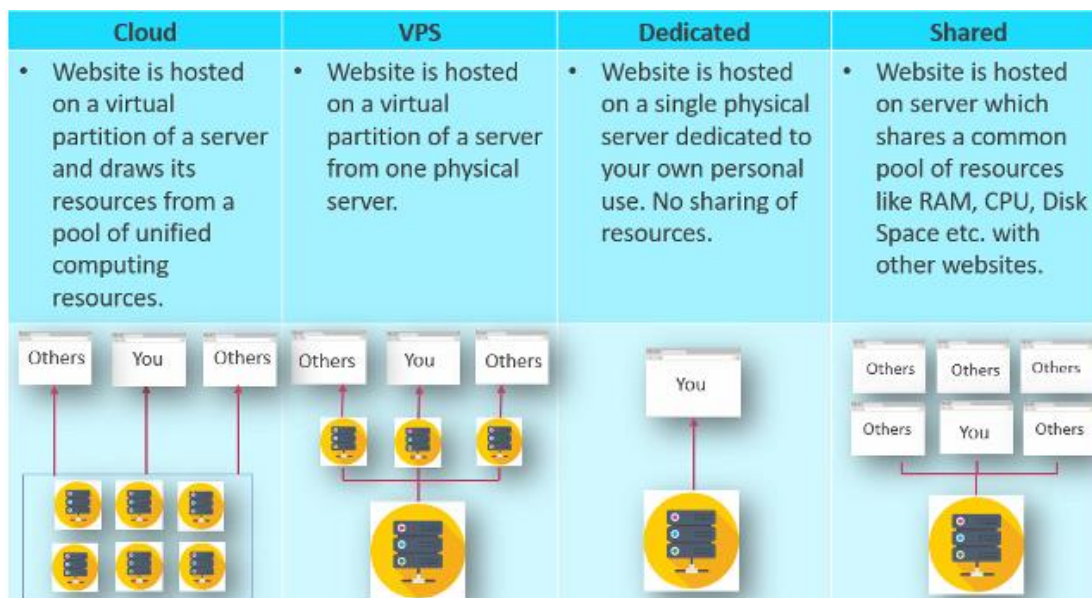 Cloud
VPS
Dedicated
Shared
• Website is hosted
on a virtual
partition of a server
and draws its
resources from a
pool of unified
computing
resources.
• Website is hosted
on a virtual
partition of a server
from one physical
server.
• Website is hosted
on a single physical
server dedicated to
your own personal
use. No sharing of
resources.
• Website is hosted
on server which
shares a common
pool of resources
like RAM, CPU, Disk
Space etc. with
other websites.
Others
You
Others
Others
You
Others
You
Others
Others
Others
Others
You
Others